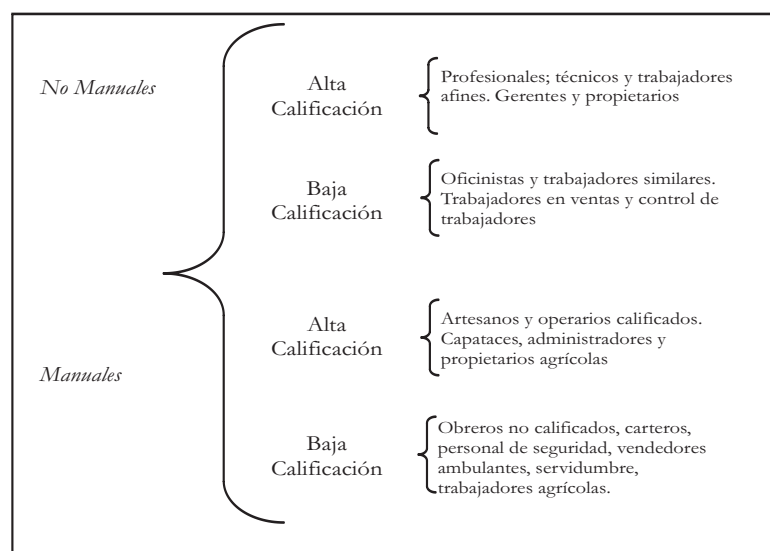 No Manuales
Alta
Calificación
Profesionales; técnicos y trabajadores
afines. Gerentes y propietarios
Baja
Calificación
Oficinistas y trabajadores similares.
Trabajadores en ventas y control de
trabajadores
Manuales
Alta
Calificación
Artesanos y operarios calificados.
Capataces, administradores y
propietarios agrícolas
Baja
Calificación
Obreros no calificados, carteros,
personal de seguridad, vendedores
ambulantes, servidumbre,
trabajadores agrícolas.